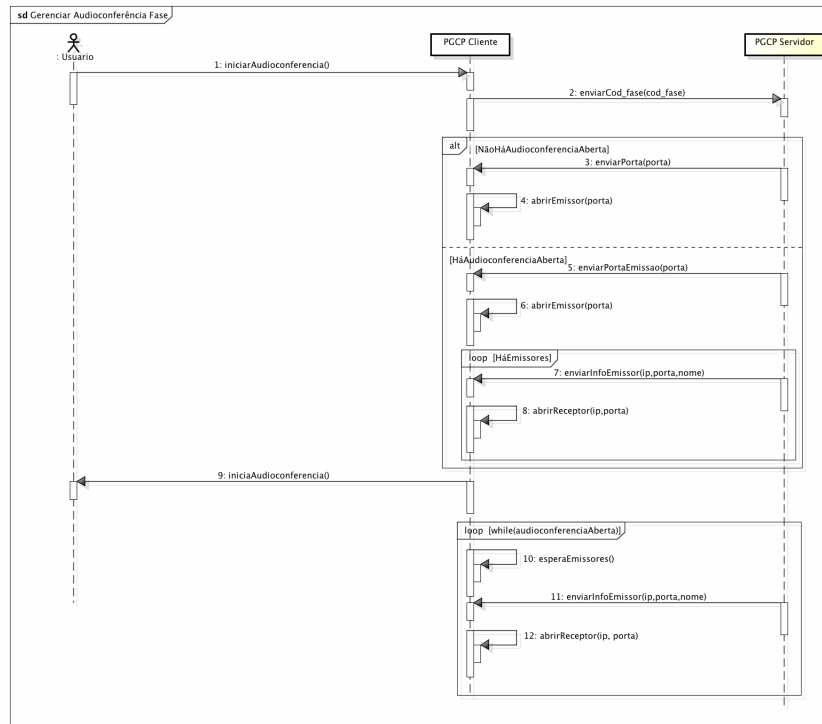 sd Gerenciar Audioconferência Fase
: Usuario
PGCP Cliente
PGCP Servidor
1: iniciarAudioconferencia()
2: enviarCod_fase(cod_fase)
alt
[NãoHáAudioconferenciaAberta]
3: enviarPorta(porta)
4: abrirEmissor(porta)
[HáAudioconferenciaAberta]
5: enviarPortaEmissao(porta)
6: abrirEmissor(porta)
loop [HáEmissores]
7: enviarInfoEmissor(ip,porta,nome)
8: abrirReceptor(ip,porta)
9: iniciaAudioconferencia()
loop [while(audioconferenciaAberta)]
10: esperaEmissores()
11: enviarInfoEmissor(ip,porta,nome)
12: abrirReceptor(ip, porta)